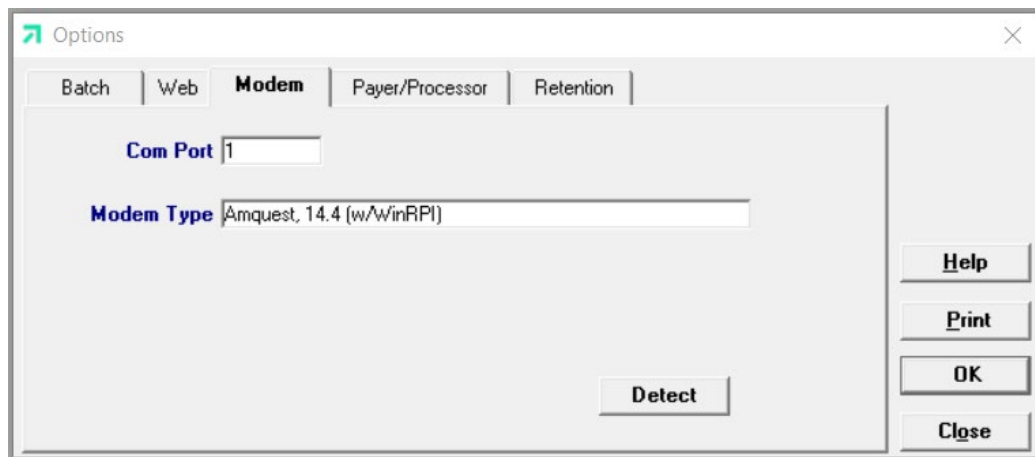 Options
Batch Web Modem Payer/Processor Retention
Com Port 1
Modem Type Amquest, 14.4 (w/WinRPI)
Help
Print
Detect
OK
Close